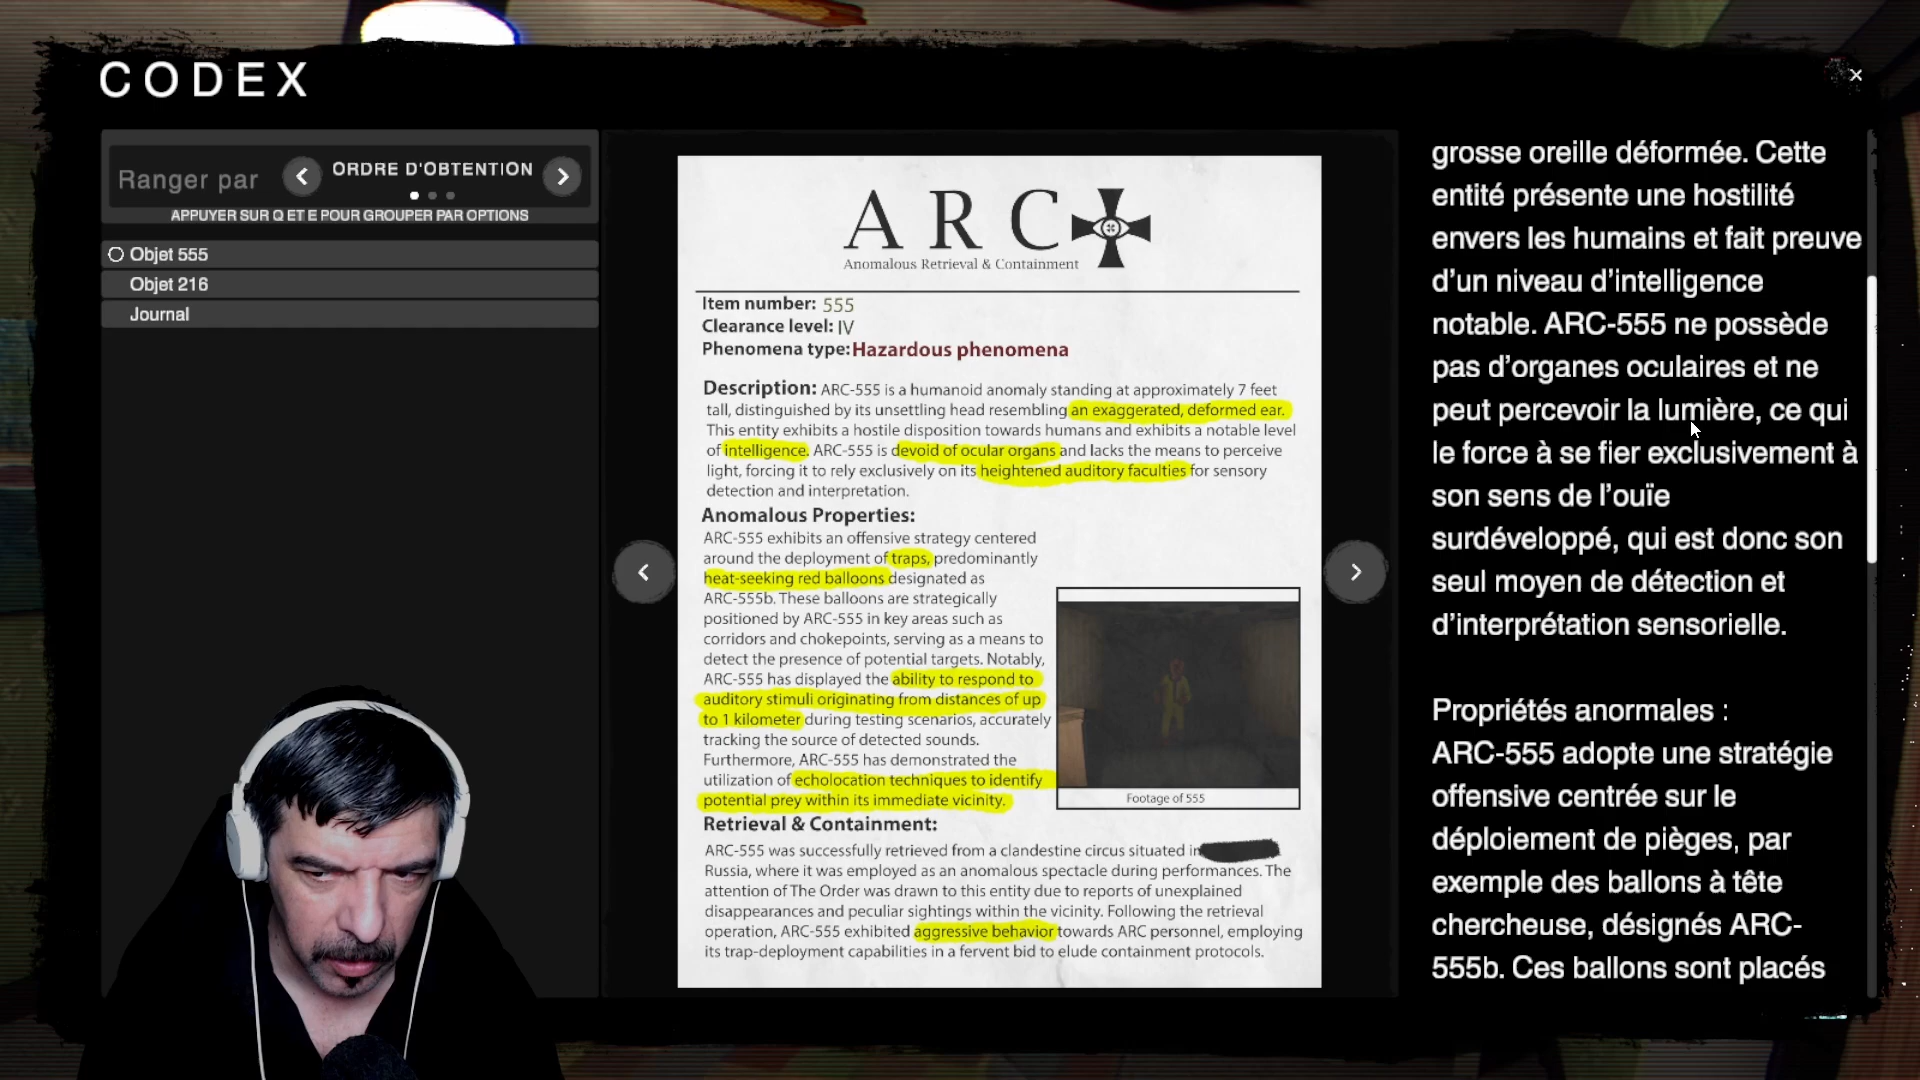 CODEX
×
Ranger par
ORDRE D'OBTENTION
APPUYER SUR Q ET E POUR GROUPER PAR OPTIONS
Objet 555
Objet 216
Journal
ARC
Anomalous Retrieval & Containment
Item number: 555
Clearance level: IV
Phenomena type: Hazardous phenomena
Description: ARC-555 is a humanoid anomaly standing at approximately 7 feet
tall, distinguished by its unsettling head resembling an exaggerated, deformed ear.
This entity exhibits a hostile disposition towards humans and exhibits a notable level
of intelligence. ARC-555 is devoid of ocular organs and lacks the means to perceive
light, forcing it to rely exclusively on its heightened auditory faculties for sensory
detection and interpretation.
Anomalous Properties:
ARC-555 exhibits an offensive strategy centered
around the deployment of traps, predominantly
heat-seeking red balloons designated as
ARC-555b. These balloons are strategically
positioned by ARC-555 in key areas such as
corridors and chokepoints, serving as a means to
detect the presence of potential targets. Notably,
ARC-555 has displayed the ability to respond to
auditory stimuli originating from distances of up
to 1 kilometer during testing scenarios, accurately
tracking the source of detected sounds.
Furthermore, ARC-555 has demonstrated the
utilization of echolocation techniques to identify
potential prey within its immediate vicinity.
Footage of 555
Retrieval & Containment:
ARC-555 was successfully retrieved from a clandestine circus situated in
Russia, where it was employed as an anomalous spectacle during performances. The
attention of The Order was drawn to this entity due to reports of unexplained
disappearances and peculiar sightings within the vicinity. Following the retrieval
operation, ARC-555 exhibited aggressive behavior towards ARC personnel, employing
its trap-deployment capabilities in a fervent bid to elude containment protocols.
grosse oreille déformée. Cette
entité présente une hostilité
envers les humains et fait preuve
d'un niveau d'intelligence
notable. ARC-555 ne possède
pas d'organes oculaires et ne
peut percevoir la lumière, ce qui
le force à se fier exclusivement à
son sens de l'ouïe
surdéveloppé, qui est donc son
seul moyen de détection et
d'interprétation sensorielle.
Propriétés anormales :
ARC-555 adopte une stratégie
offensive centrée sur le
déploiement de pièges, par
exemple des ballons à tête
chercheuse, désignés ARC-
555b. Ces ballons sont placés